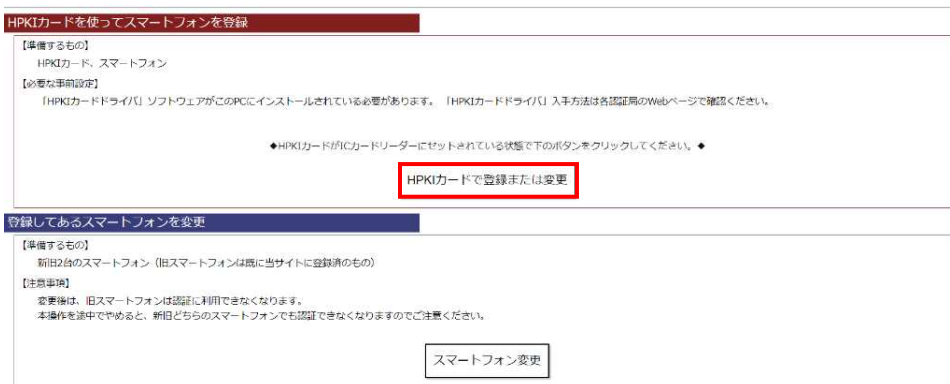 HPKIカードを使ってスマートフォンを登録
【準備するもの】
HPKIカード、スマートフォン
【必要な事前設定】
「HPKIカードドライバ」ソフトウェアがこのPCにインストールされている必要があります。 「HPKIカードドライバ」入手方法は各認証局のWebページで確認ください。
◆HPKIカードがICカードリーダーにセットされている状態で下のボタンをクリックしてください。◆
HPKIカードで登録または変更
登録してあるスマートフォンを変更
【準備するもの】
新旧2台のスマートフォン（旧スマートフォンは既に当サイトに登録済のもの）
【注意事項】
変更後は、旧スマートフォンは認証に利用できなくなります。
本操作を途中でやめると、新旧どちらのスマートフォンでも認証できなくなりますのでご注意ください。
スマートフォン変更